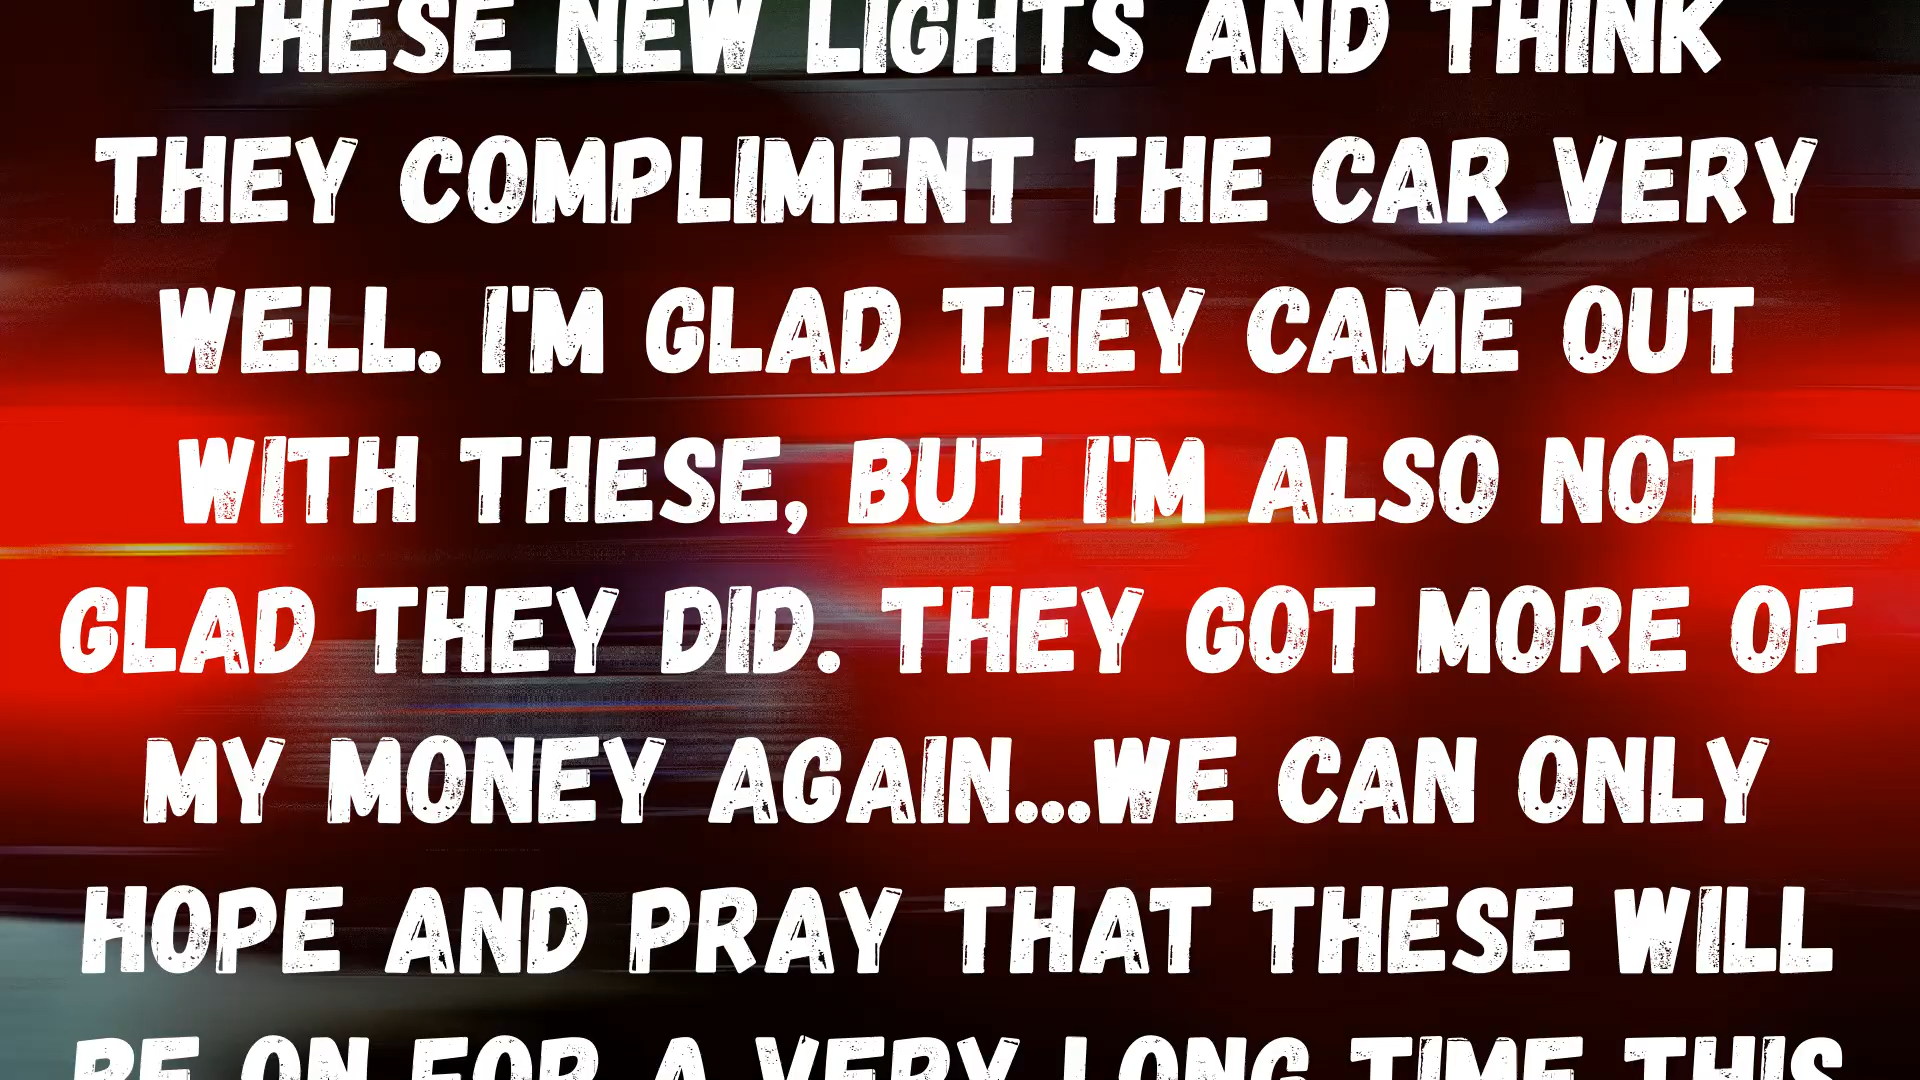 THESE NEW LIGHTS AND THINK
THEY COMPLIMENT THE CAR VERY
WELL. I'M GLAD THEY CAME OUT
WITH THESE, BUT I'M ALSO NOT
GLAD THEY DID. THEY GOT MORE OF
MY MONEY AGAIN...WE CAN ONLY
HOPE AND PRAY THAT THESE WILL
BE ON FOR A VERY LONG TIME THIS